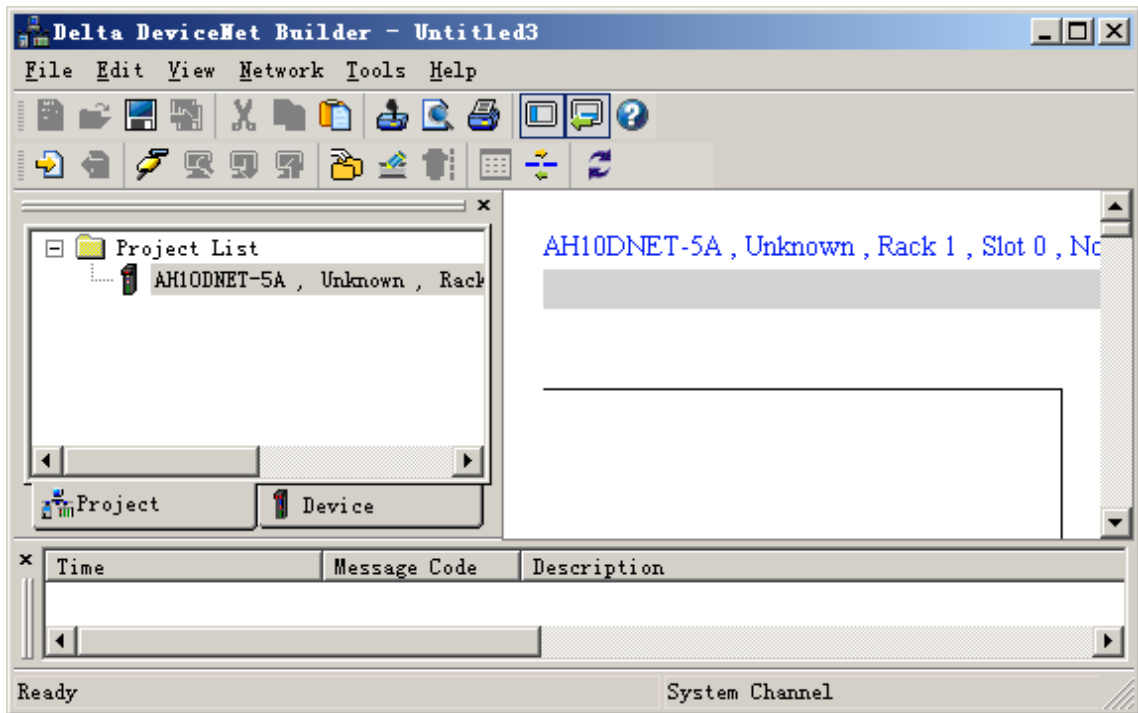 Delta DeviceNet Builder - Untitled3
File Edit View Network Tools Help
Project List
AH10DNET-5A , Unknown , Rack
AH10DNET-5A , Unknown , Rack 1 , Slot 0 , No
Project Device
Time Message Code Description
Ready System Channel